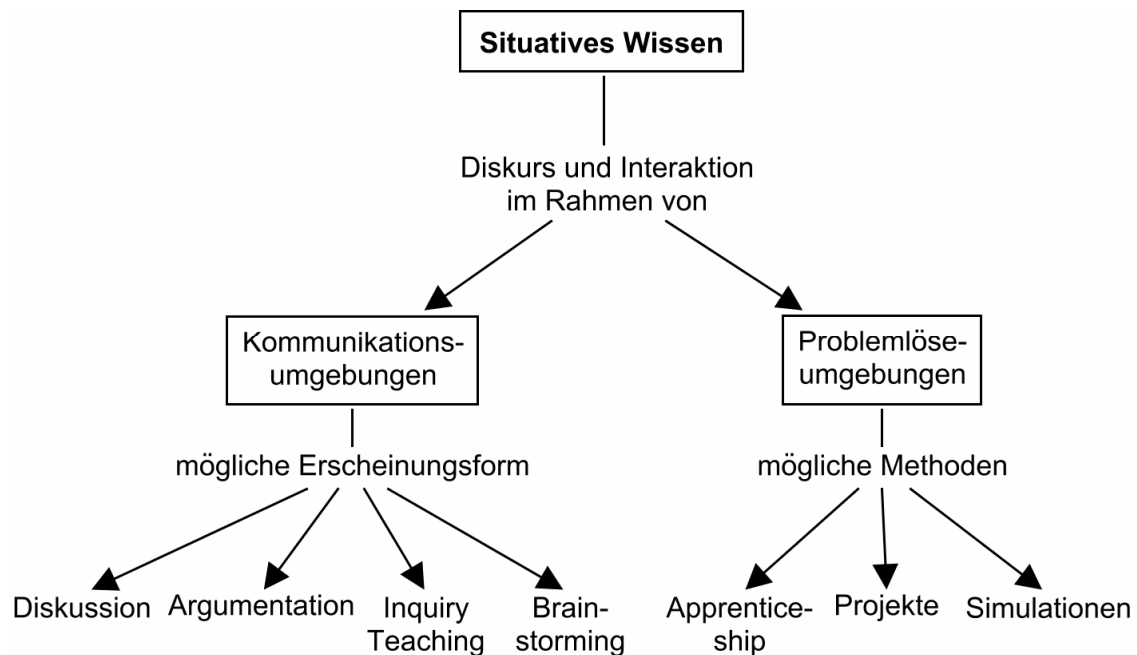 Situatives Wissen
Diskurs und Interaktion
im Rahmen von
Kommunikations-
umgebungen
Problemlöse-
umgebungen
mögliche Erscheinungsform
mögliche Methoden
Diskussion
Argumentation
Inquiry
Teaching
Brain-
storming
Apprentice-
ship
Projekte
Simulationen